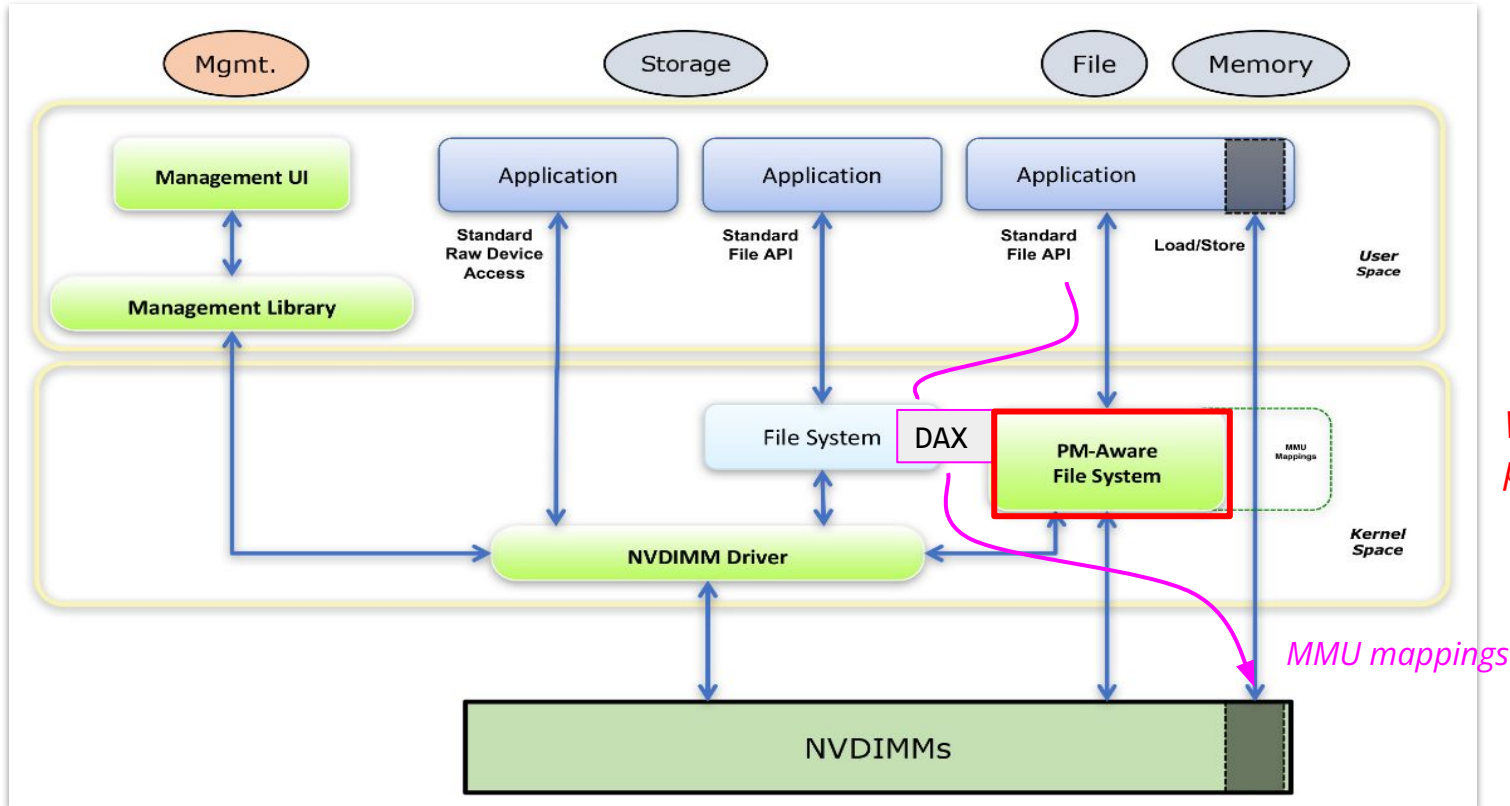 Mgmt.
Storage
File
Memory
Management UI
Application
Application
Application
Standard
Raw Device
Access
Standard
File API
Standard
File API
Load/Store
User
Space
Management Library
File System
DAX
PM-Aware
File System
MMU
Mappings
Kernel
Space
NVDIMM Driver
MMU mappings
NVDIMMs